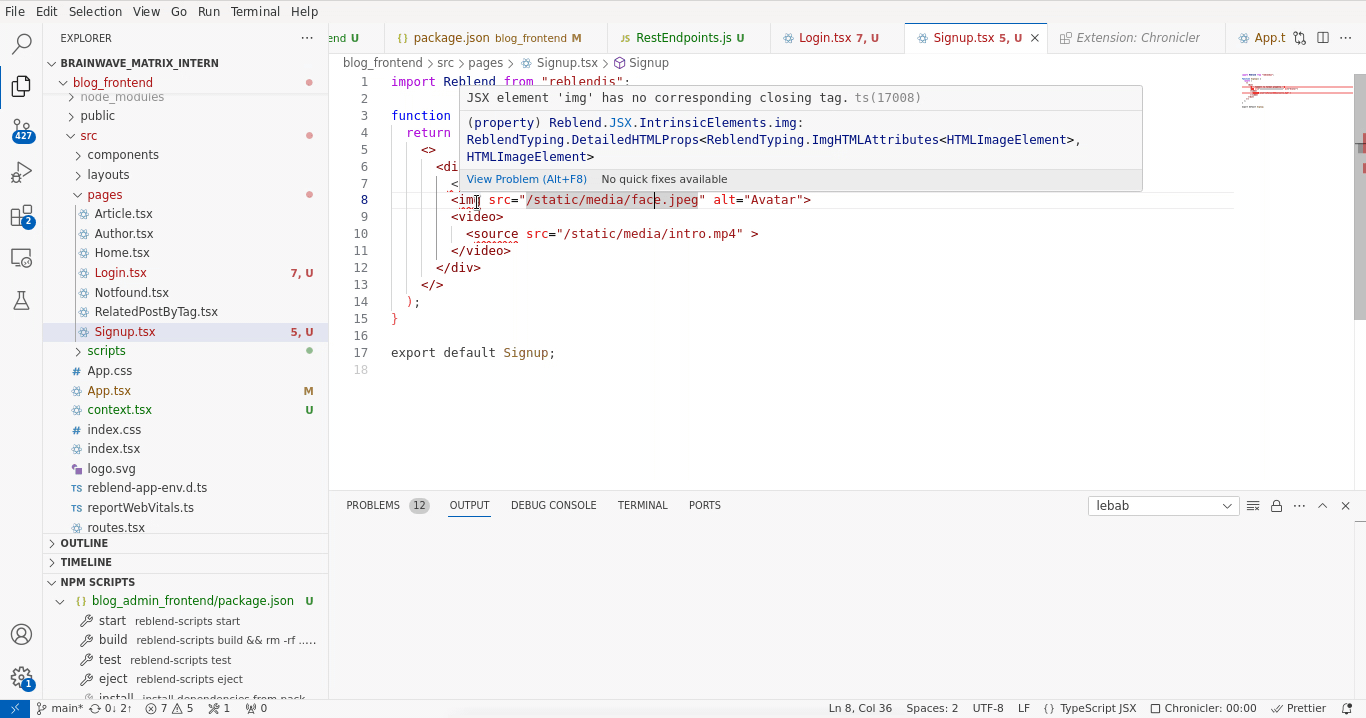 File Edit Selection View Go Run Terminal Help
EXPLORER
BRAINWAVE_MATRIX_INTERN
blog_frontend
node_modules
public
src
components
layouts
pages
Article.tsx
Author.tsx
Home.tsx
Login.tsx 7, U
Notfound.tsx
RelatedPostByTag.tsx
Signup.tsx 5, U
scripts
App.css
App.tsx M
context.tsx U
index.css
index.tsx
logo.svg
TS reblend-app-env.d.ts
TS reportWebVitals.ts
routes.tsx
OUTLINE
TIMELINE
NPM SCRIPTS
blog_admin_frontend/package.json U
start reblend-scripts start
build reblend-scripts build && rm -rf ..…
test reblend-scripts test
eject reblend-scripts eject
install install dependencies from pack
427
1
end U package.json blog_frontend M JS RestEndpoints.js U Login.tsx 7, U Signup.tsx 5, U Extension: Chronicler App.t
blog_frontend > src > pages > Signup.tsx > Signup
1 import Reblend from "reblendjs";
2
JSX element 'img' has no corresponding closing tag. ts(17008)
(property) Reblend.JSX.IntrinsicElements.img:
ReblendTyping.DetailedHTMLProps<ReblendTyping.ImgHTMLAttributes<HTMLImageElement>,
HTMLImageElement>
View Problem (Alt+F8) No quick fixes available
3 function
4 return
5 <>
6 <di
7 <
8 <img src="/static/media/face.jpeg" alt="Avatar">
9 <video>
10 <source src="/static/media/intro.mp4" >
11 </video>
12 </div>
13 </>
14 );
15 }
16
17 export default Signup;
18
PROBLEMS 12 OUTPUT DEBUG CONSOLE TERMINAL PORTS lebab
main* 0↓ 2↑ 7 5 1 0 Ln 8, Col 36 Spaces: 2 UTF-8 LF {} TypeScript JSX Chronicler: 00:00 Prettier